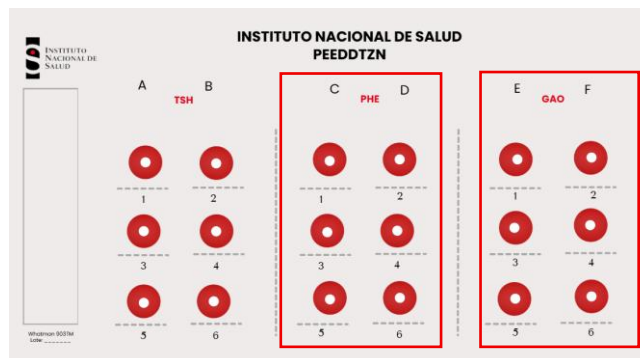 INSTITUTO NACIONAL DE SALUD
PEEDDTZN
INSTITUTO
NACIONAL DE
SALUD
A B C D E F
TSH PHE GAO
1 2 1 2 1 2
3 4 3 4 3 4
5 6 5 6 5 6
Whatman 903TM
Lote: _______